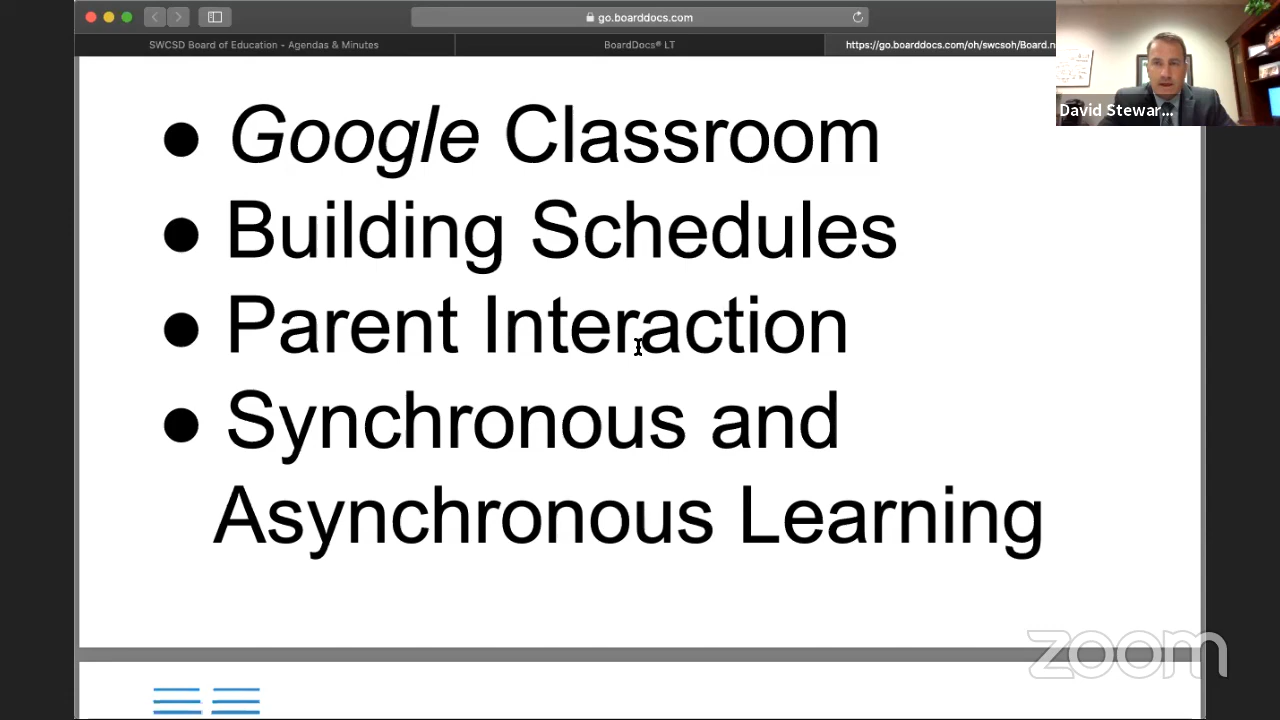 go.boarddocs.com
SWCSD Board of Education - Agendas & Minutes
BoardDocs® LT
https://go.boarddocs.com/oh/swcsoh/Board.n
David Stewar...
● Google Classroom
● Building Schedules
● Parent Interaction
● Synchronous and
Asynchronous Learning
zoom